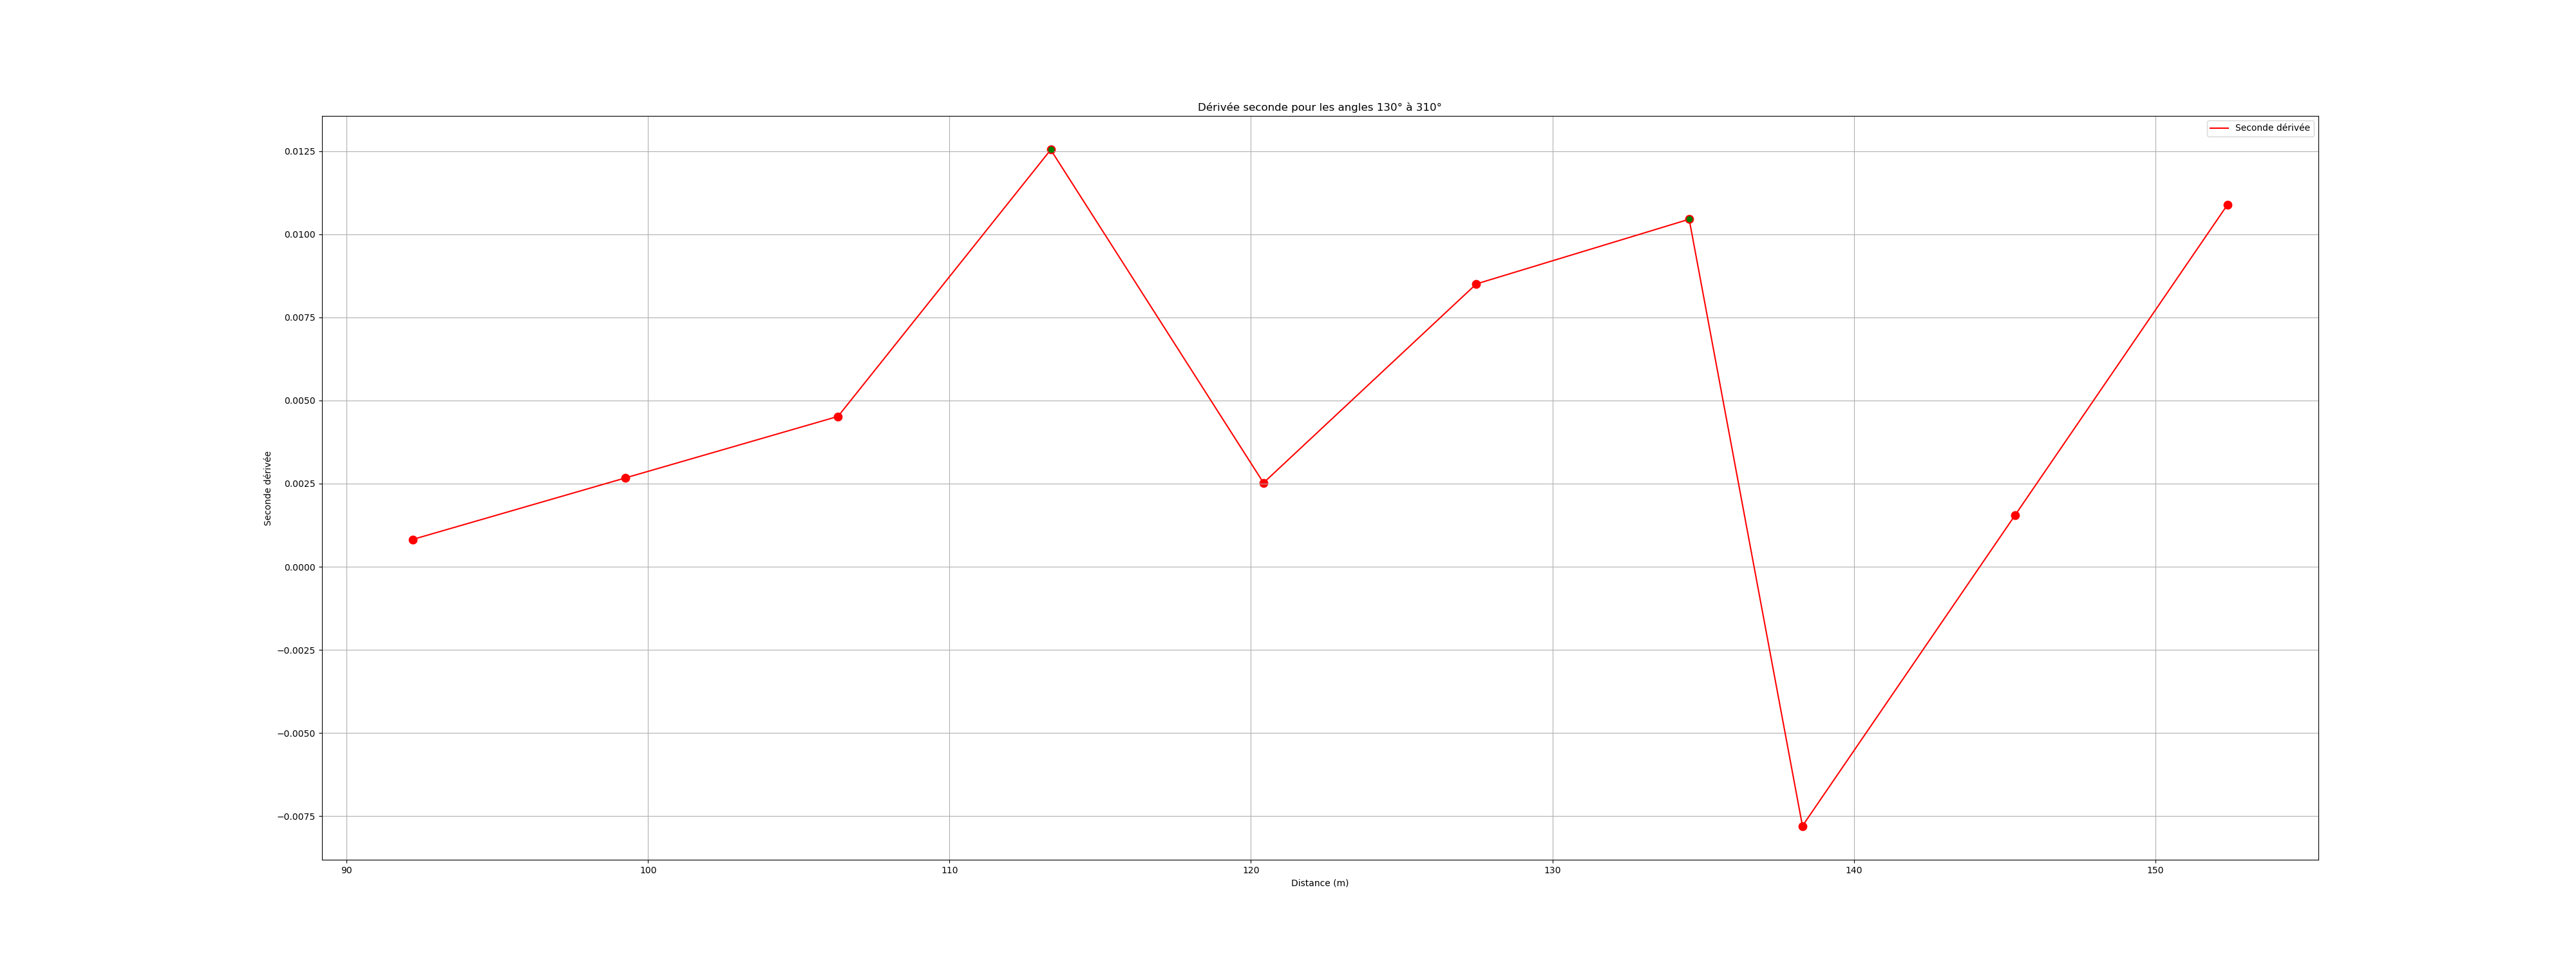 Dérivée seconde pour les angles 130° à 310°
Seconde dérivée
0.0125
0.0100
0.0075
0.0050
0.0025
0.0000
−0.0025
−0.0050
−0.0075
Seconde dérivée
90 100 110 120 130 140 150
Distance (m)